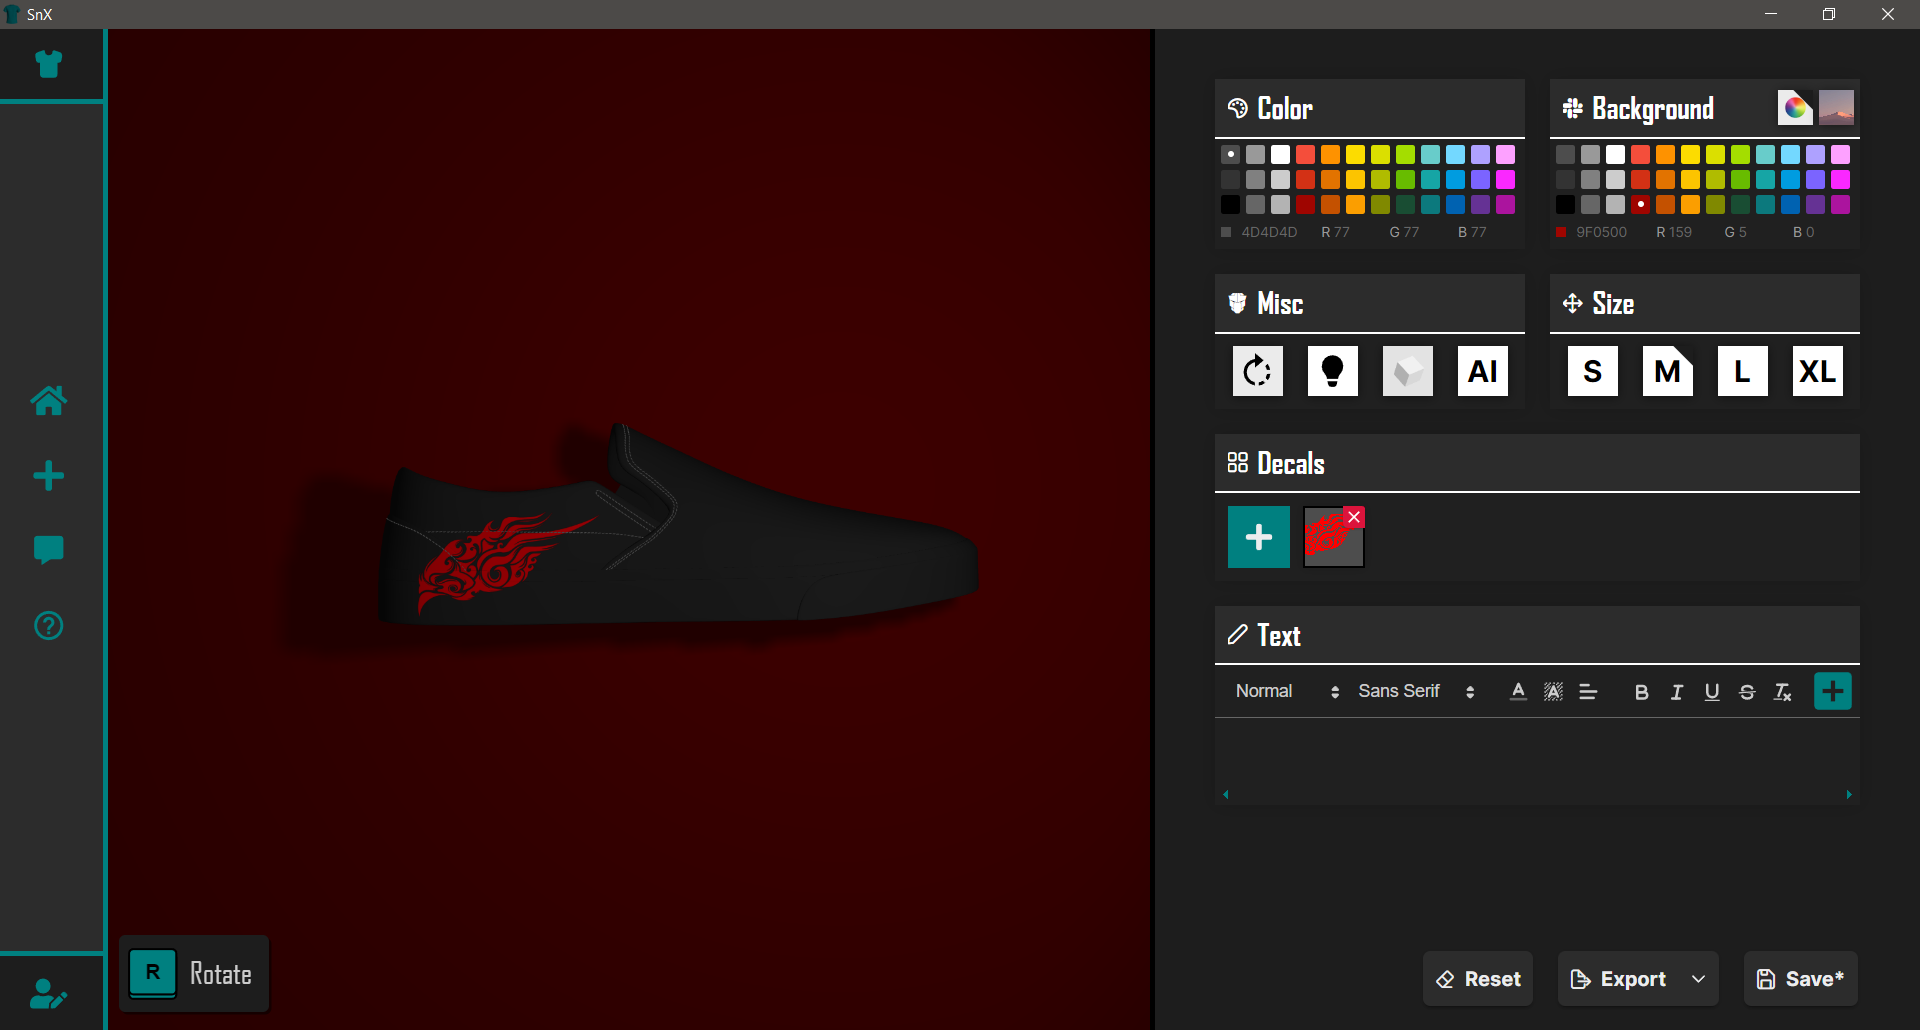 SnX
Color
Background
4D4D4D R 77 G 77 B 77
9F0500 R 159 G 5 B 0
Misc
Size
AI
S M L XL
Decals
Text
Normal Sans Serif
R Rotate
Reset Export Save*